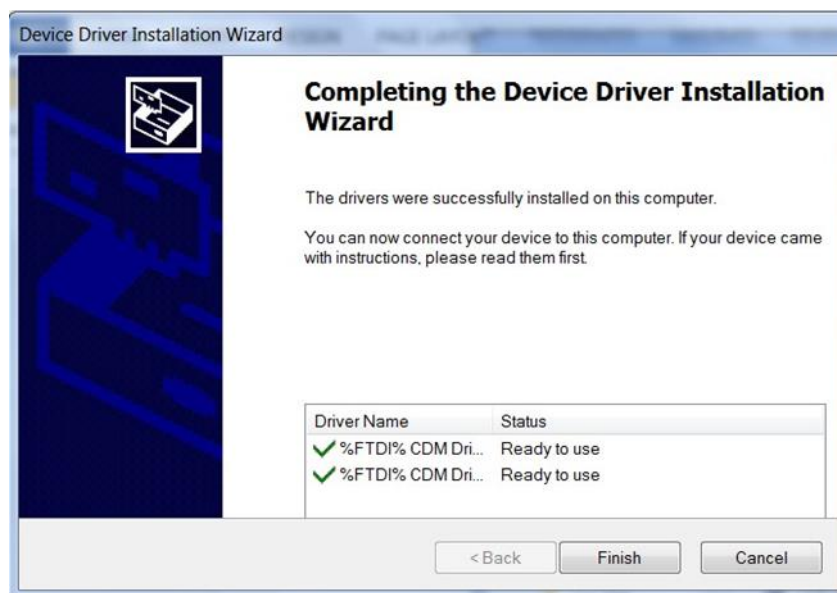 Device Driver Installation Wizard
Completing the Device Driver Installation
Wizard
The drivers were successfully installed on this computer.
You can now connect your device to this computer. If your device came
with instructions, please read them first.
Driver Name Status
%FTDI% CDM Dri... Ready to use
%FTDI% CDM Dri... Ready to use
< Back Finish Cancel